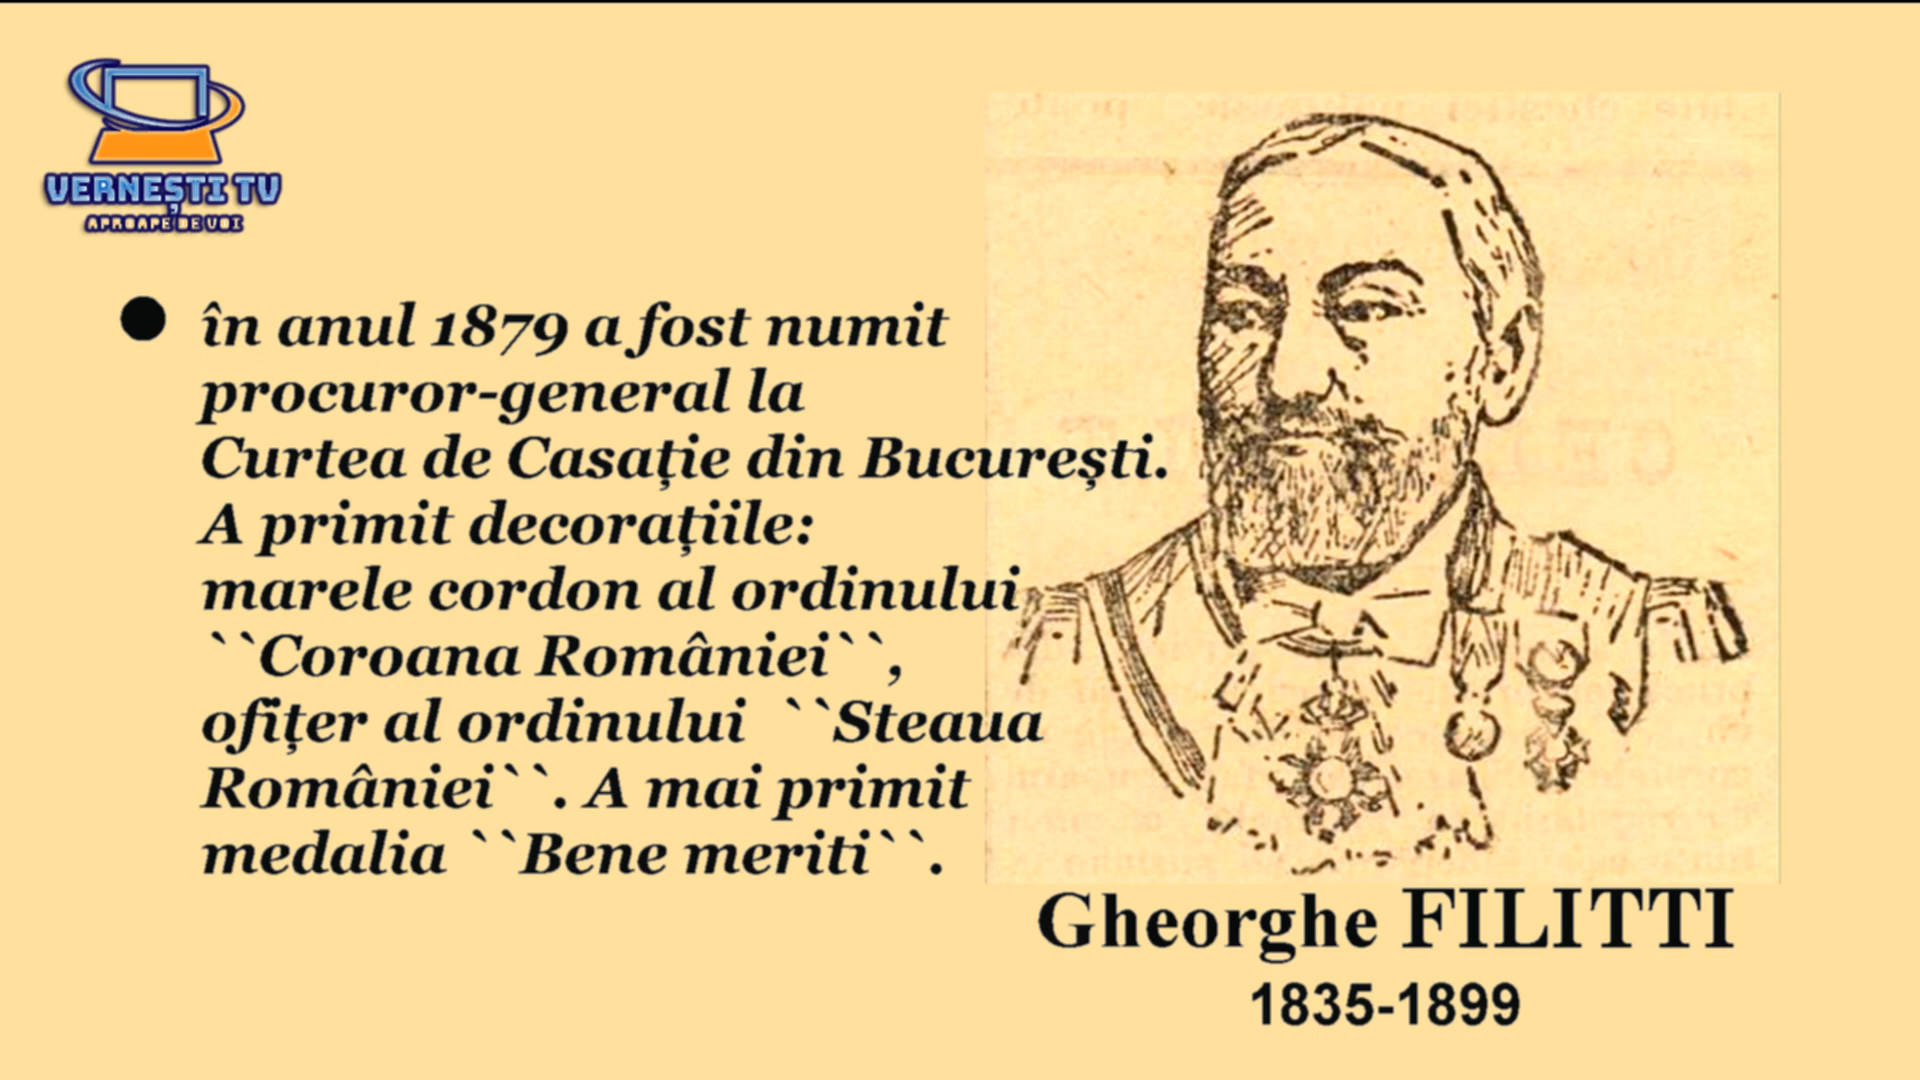 VERNEȘTI TV
APROAPE DE VOI
în anul 1879 a fost numit
procuror-general la
Curtea de Casație din București.
A primit decorațiile:
marele cordon al ordinului
``Coroana României``,
ofițer al ordinului ``Steaua
României``. A mai primit
medalia ``Bene meriti``.
Gheorghe FILITTI
1835-1899